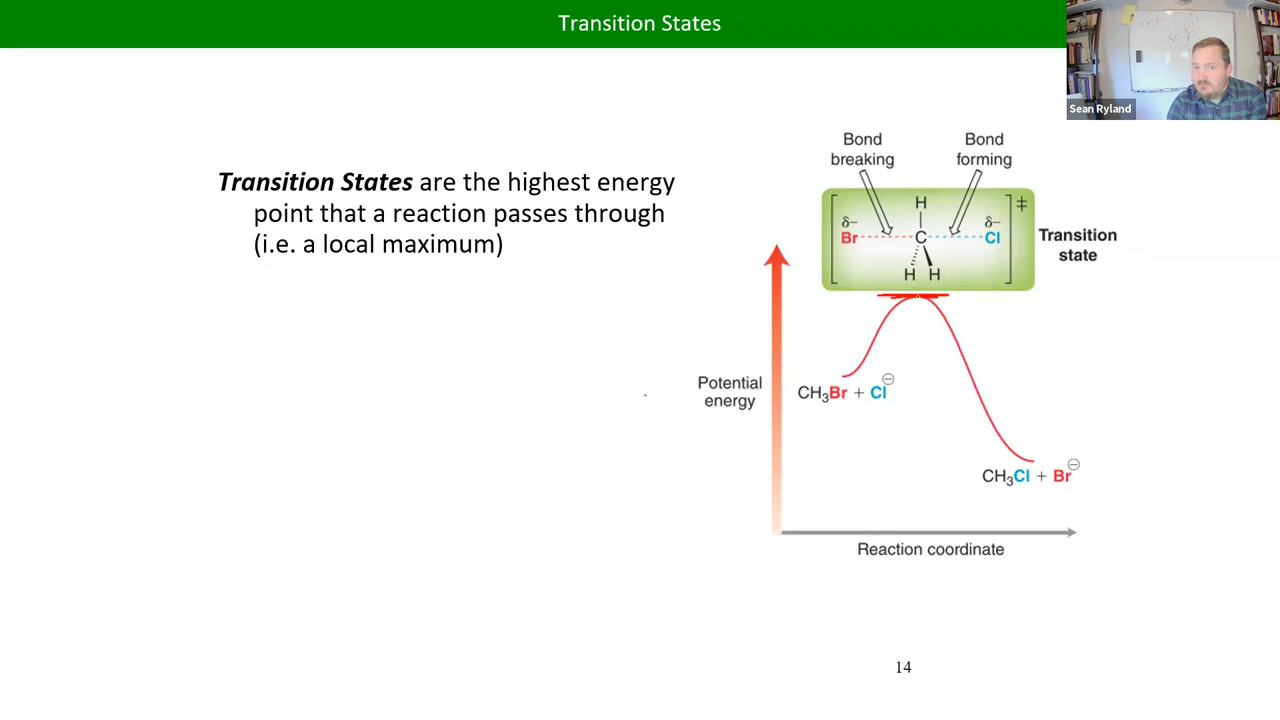 Transition States
Sean Ryland
Transition States are the highest energy
point that a reaction passes through
(i.e. a local maximum)
Bond
breaking
Bond
forming
H
δ− δ−
Br C Cl
H H
‡
Transition
state
Potential
energy
CH₃Br + Cl⊖
CH₃Cl + Br⊖
Reaction coordinate
14